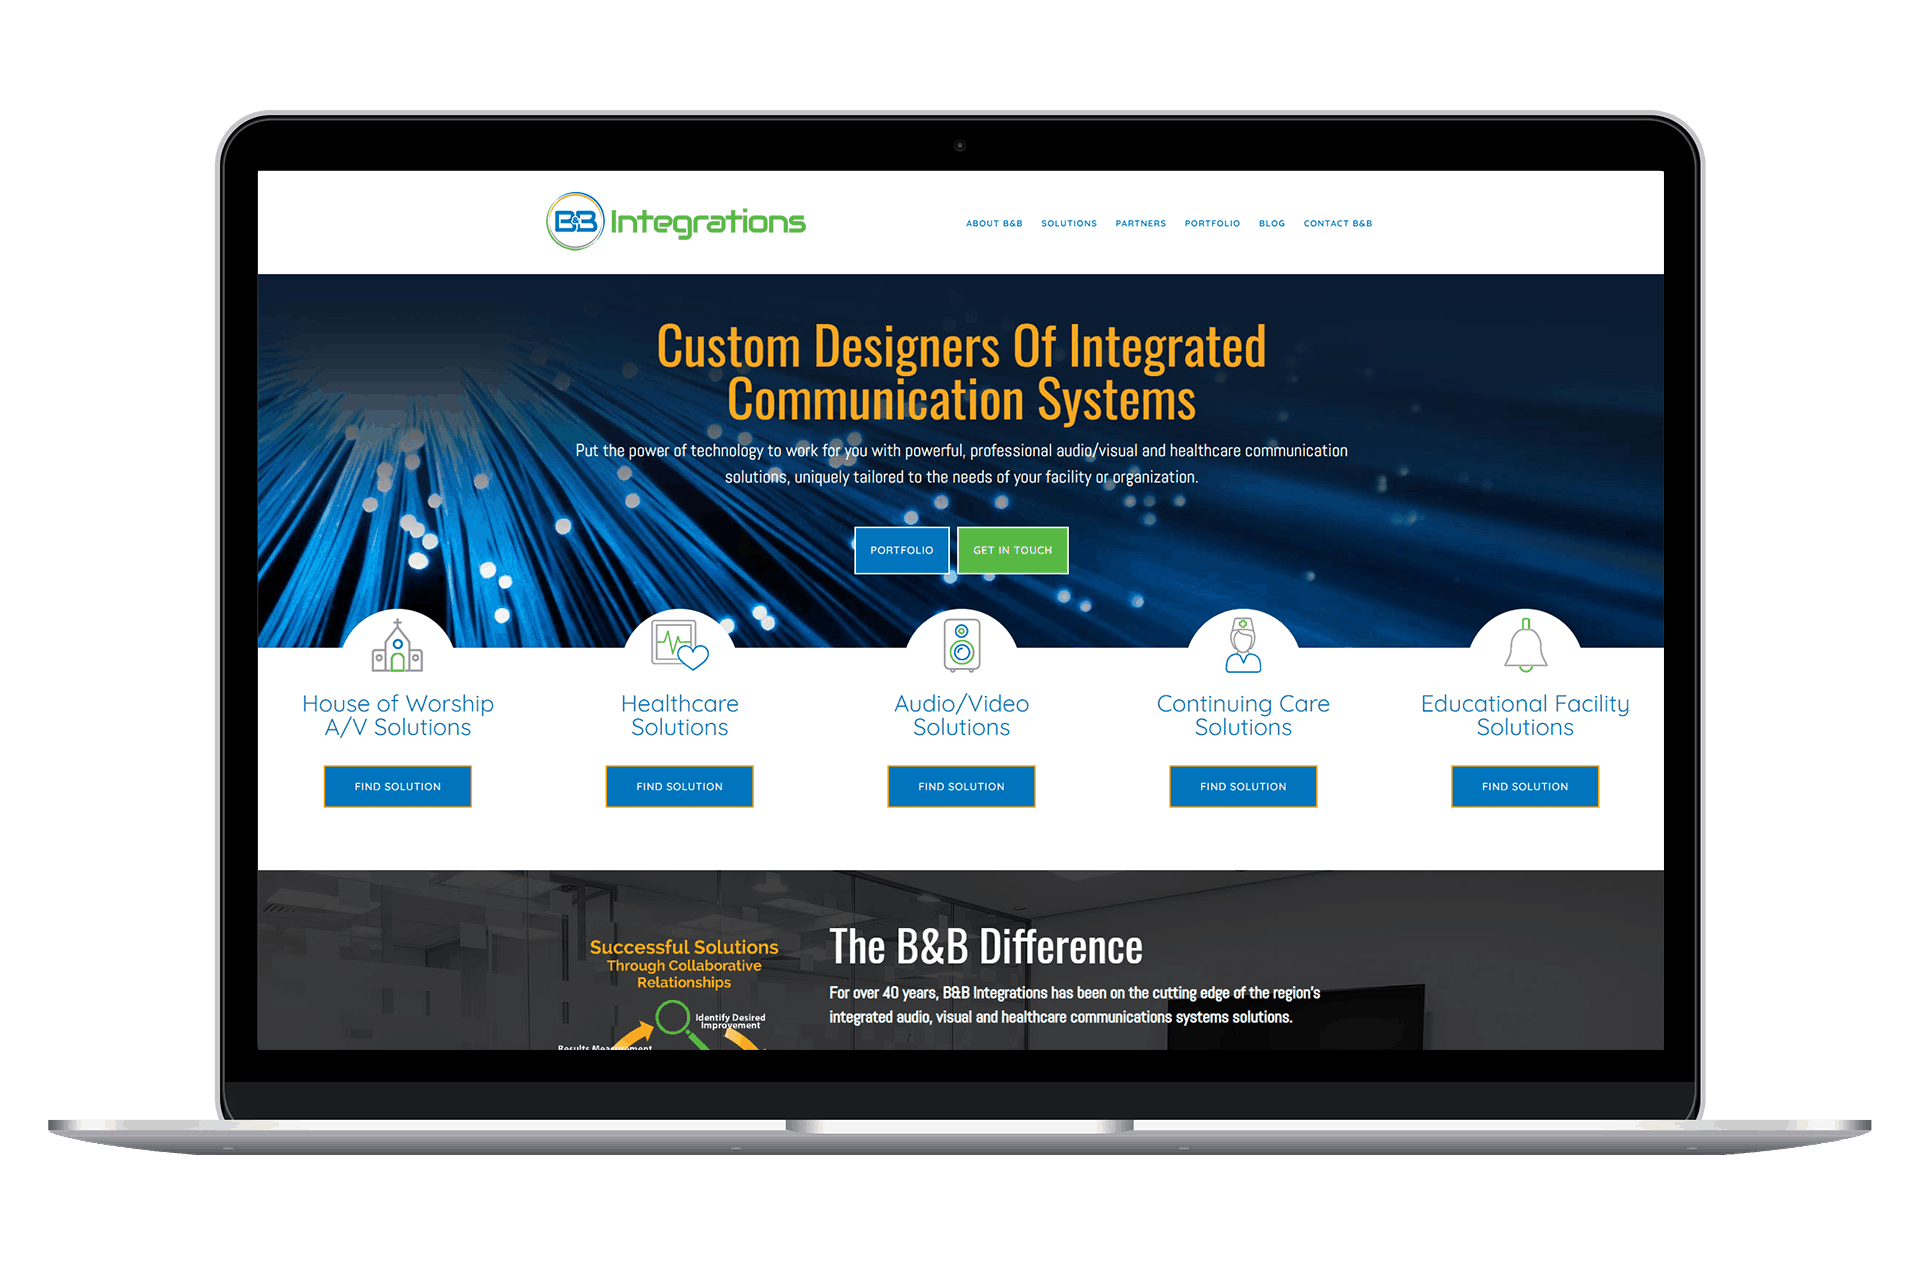 B&B Integrations
ABOUT B&B SOLUTIONS PARTNERS PORTFOLIO BLOG CONTACT B&B
Custom Designers Of Integrated
Communication Systems
Put the power of technology to work for you with powerful, professional audio/visual and healthcare communication
solutions, uniquely tailored to the needs of your facility or organization.
PORTFOLIO GET IN TOUCH
House of Worship
A/V Solutions
FIND SOLUTION
Healthcare
Solutions
FIND SOLUTION
Audio/Video
Solutions
FIND SOLUTION
Continuing Care
Solutions
FIND SOLUTION
Educational Facility
Solutions
FIND SOLUTION
Successful Solutions
Through Collaborative
Relationships
Identify Desired
Improvement
Results Measurement
The B&B Difference
For over 40 years, B&B Integrations has been on the cutting edge of the region's
integrated audio, visual and healthcare communications systems solutions.